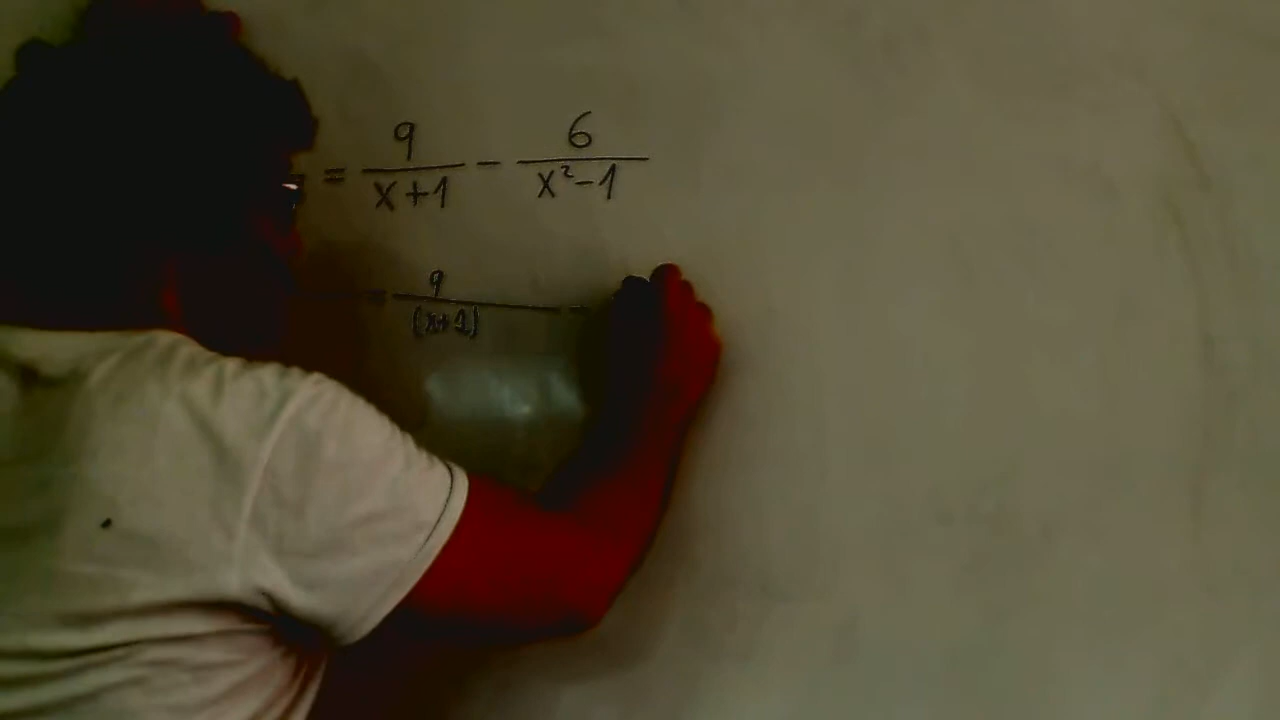 = 9/(x+1) - 6/(x²-1)
= 9/(x+1) -